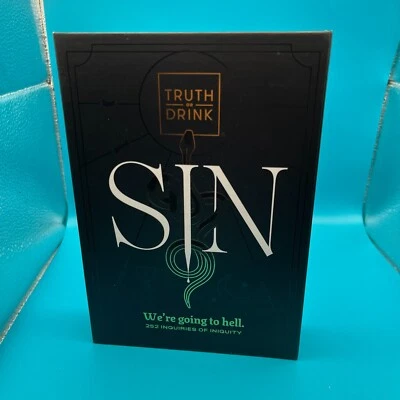 TRUTH
OR
DRINK
SIN
We're going to hell.
252 INQUIRIES OF INIQUITY